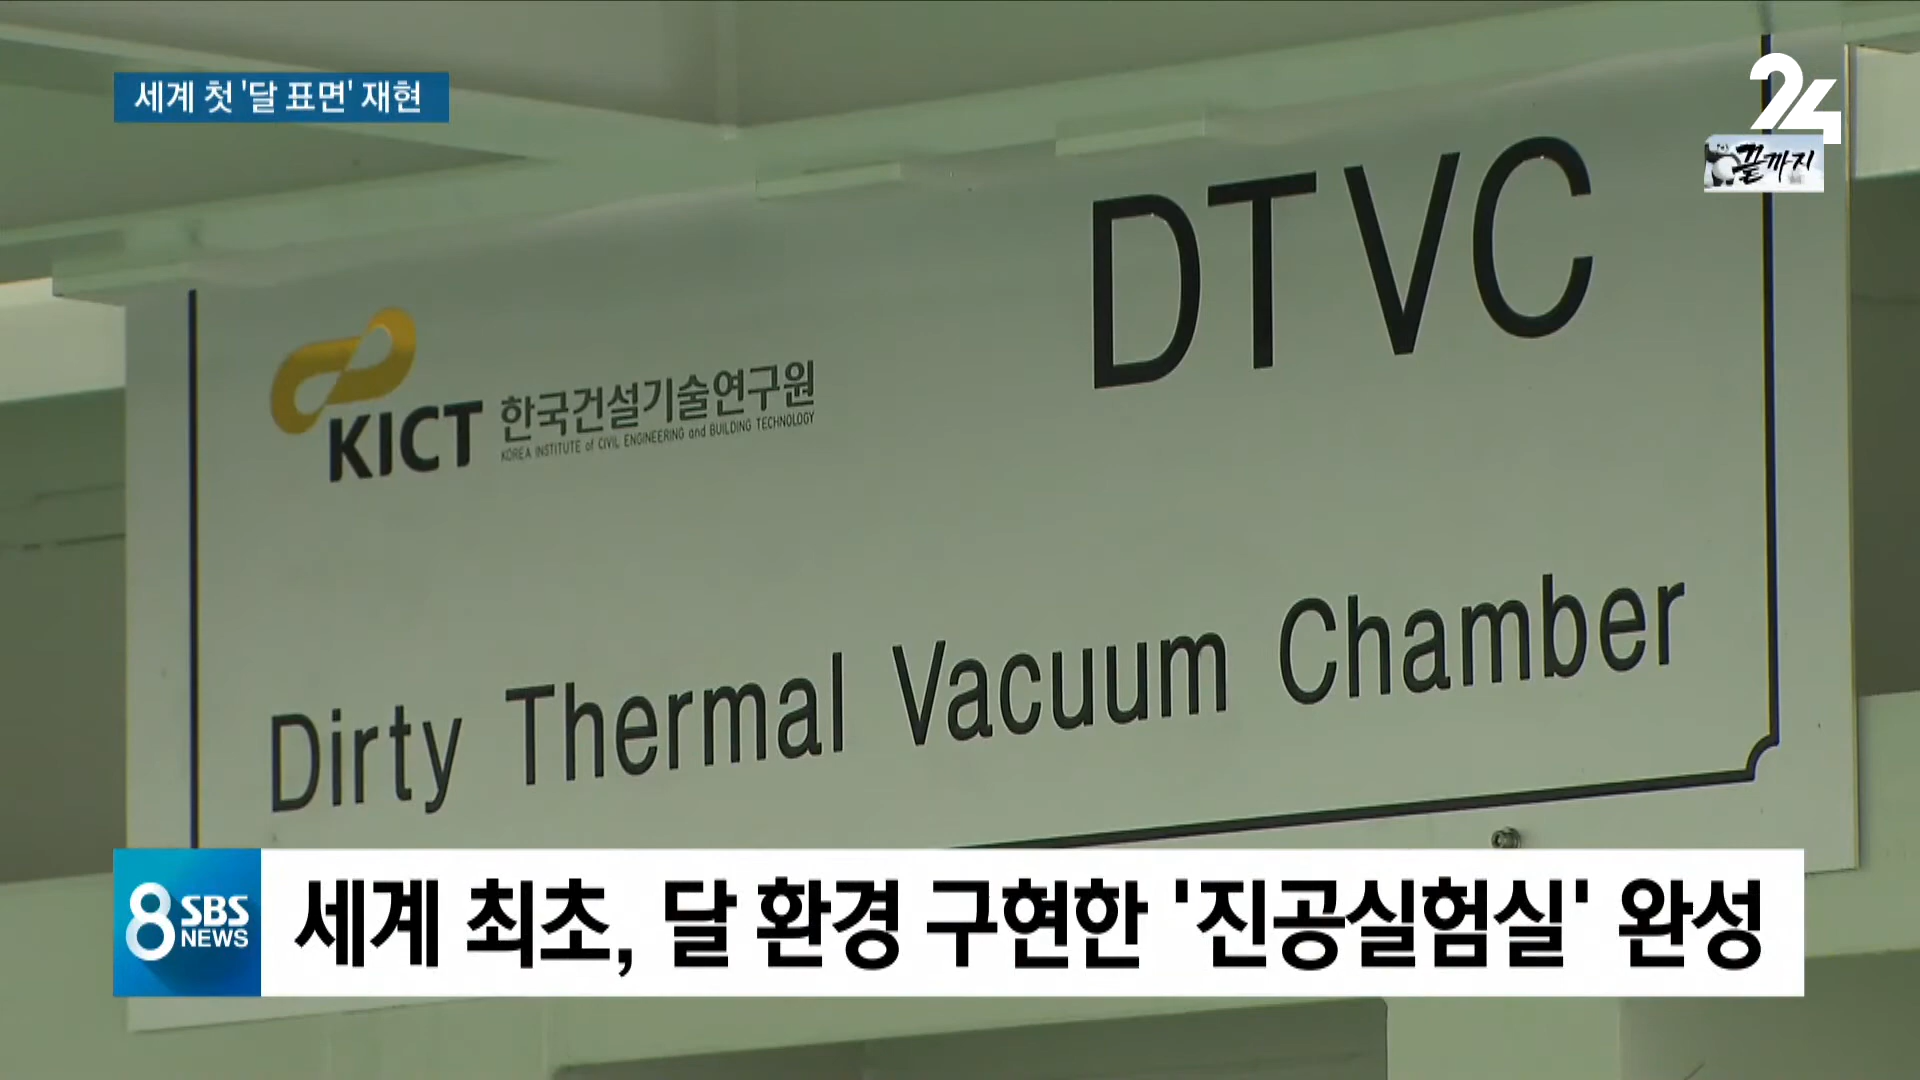 세계 첫 '달 표면' 재현
24
끝까지
DTVC
KICT 한국건설기술연구원
KOREA INSTITUTE of CIVIL ENGINEERING and BUILDING TECHNOLOGY
Dirty Thermal Vacuum Chamber
8 SBS NEWS
세계 최초, 달 환경 구현한 '진공실험실' 완성